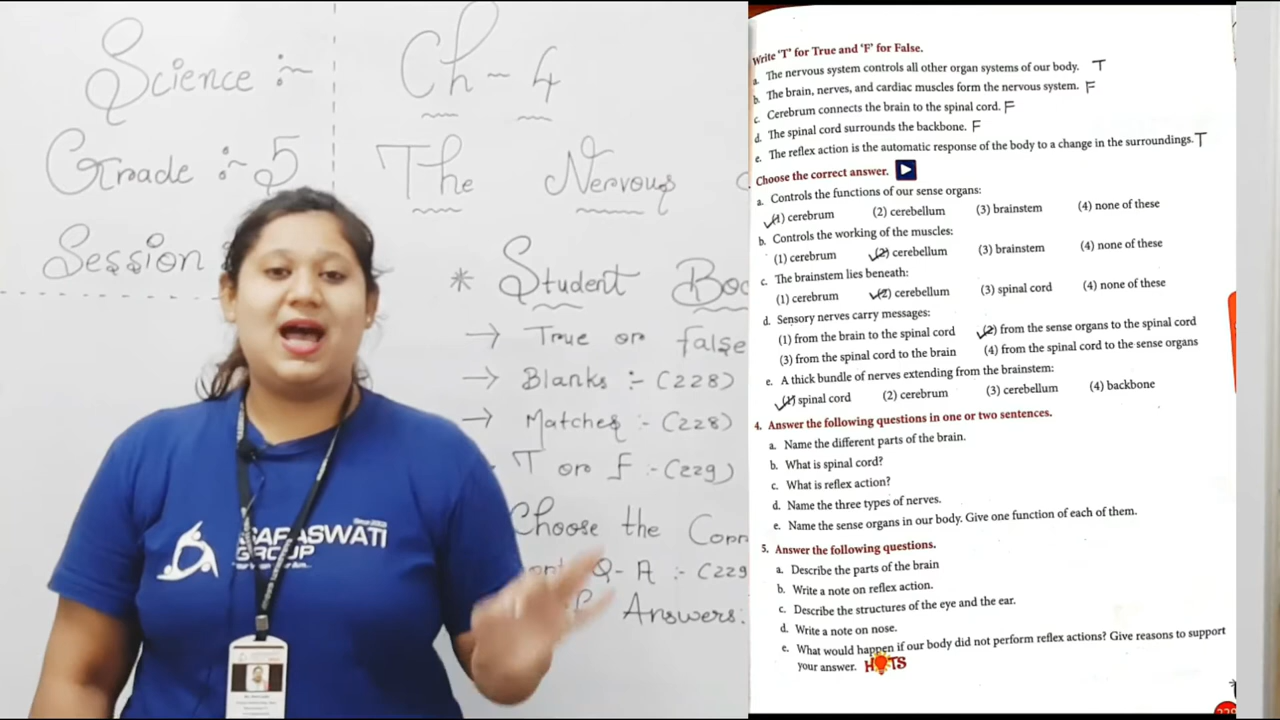 Science :~
Ch - 4
Grade :~ 5
The Nervous
Session
* Student Boo
→ True or false
→ Blanks :- (228)
→ Matches :- (228)
T or F :- (229)
Choose the Corr
Q-A :- (229
Answers:
Since 2002
SARASWATI
GROUP
Write 'T' for True and 'F' for False.
a. The nervous system controls all other organ systems of our body. T
b. The brain, nerves, and cardiac muscles form the nervous system. F
c. Cerebrum connects the brain to the spinal cord. F
d. The spinal cord surrounds the backbone. F
e. The reflex action is the automatic response of the body to a change in the surroundings. T
Choose the correct answer.
a. Controls the functions of our sense organs:
(1) cerebrum (2) cerebellum (3) brainstem (4) none of these
b. Controls the working of the muscles:
(1) cerebrum (2) cerebellum (3) brainstem (4) none of these
c. The brainstem lies beneath:
(1) cerebrum (2) cerebellum (3) spinal cord (4) none of these
d. Sensory nerves carry messages:
(1) from the brain to the spinal cord (2) from the sense organs to the spinal cord
(3) from the spinal cord to the brain (4) from the spinal cord to the sense organs
e. A thick bundle of nerves extending from the brainstem:
(1) spinal cord (2) cerebrum (3) cerebellum (4) backbone
4. Answer the following questions in one or two sentences.
a. Name the different parts of the brain.
b. What is spinal cord?
c. What is reflex action?
d. Name the three types of nerves.
e. Name the sense organs in our body. Give one function of each of them.
5. Answer the following questions.
a. Describe the parts of the brain
b. Write a note on reflex action.
c. Describe the structures of the eye and the ear.
d. Write a note on nose.
e. What would happen if our body did not perform reflex actions? Give reasons to support
your answer. HOTS
229